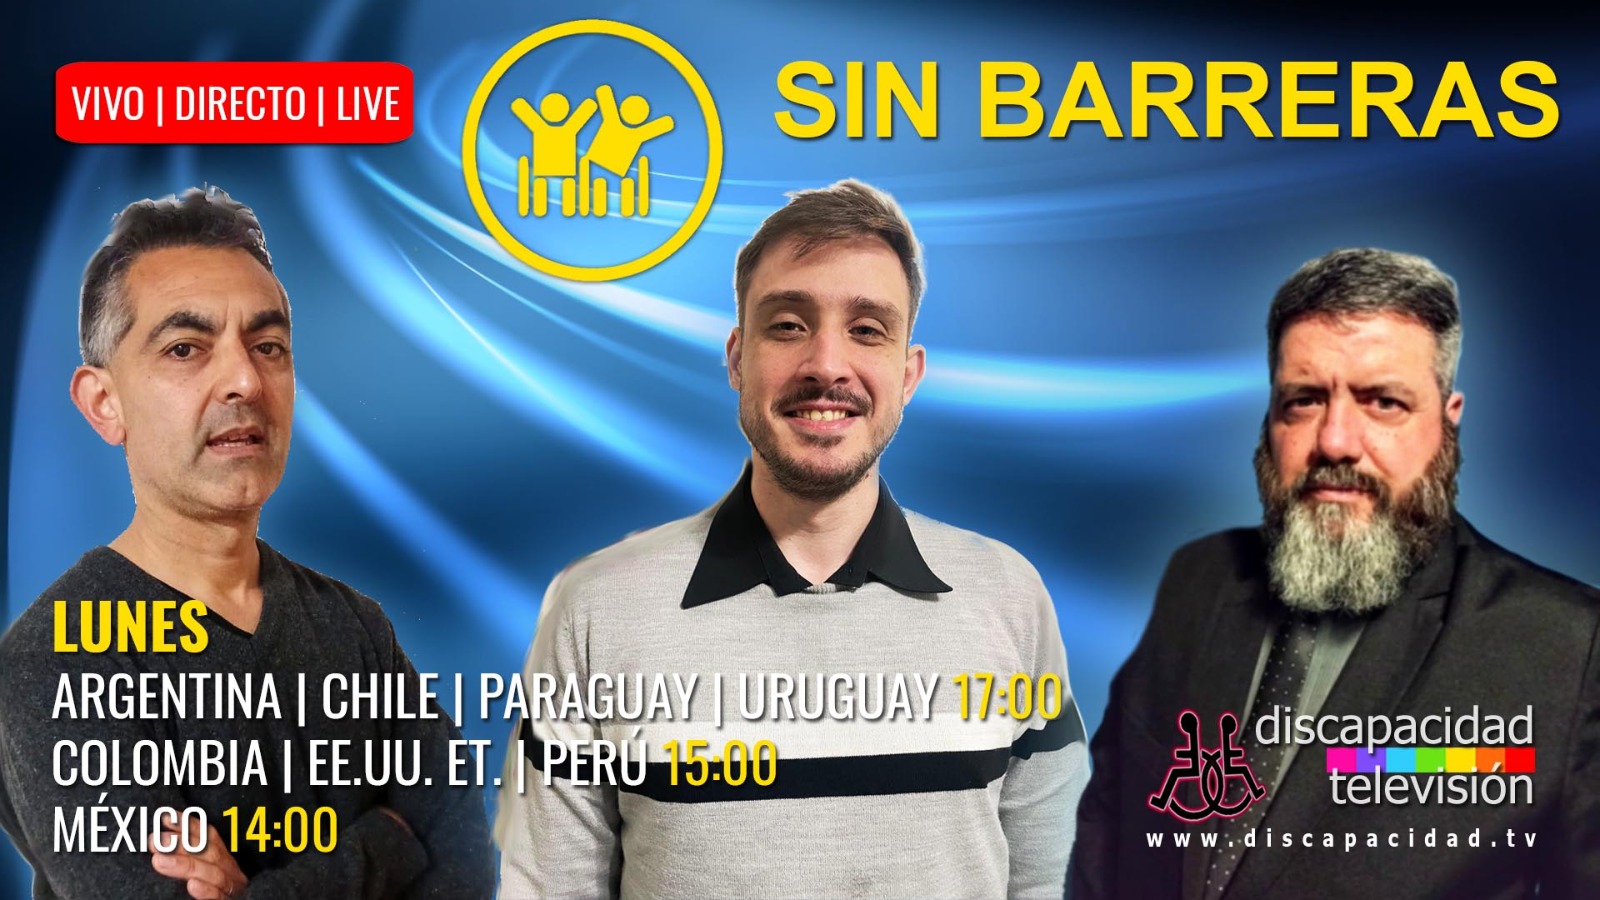 VIVO | DIRECTO | LIVE
SIN BARRERAS
LUNES
ARGENTINA | CHILE | PARAGUAY | URUGUAY 17:00
COLOMBIA | EE.UU. ET. | PERÚ 15:00
MÉXICO 14:00
discapacidad
televisión
www.discapacidad.tv